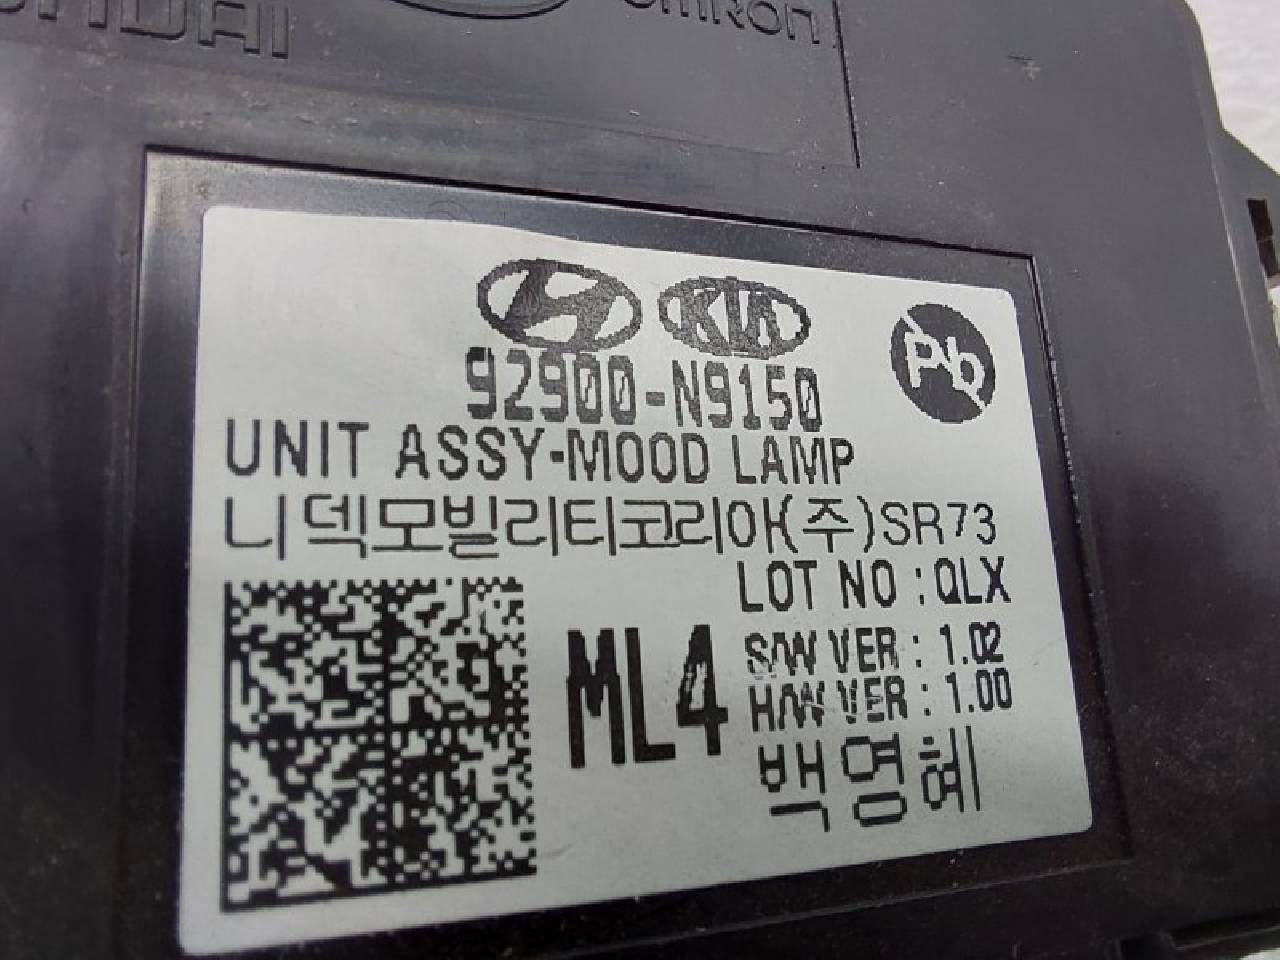 HYUNDAI
omron
KIA
92900-N9150
Pb
UNIT ASSY-MOOD LAMP
니덱모빌리티코리아(주)SR73
LOT NO : QLX
ML4
S/W VER : 1.02
H/W VER : 1.00
백영혜